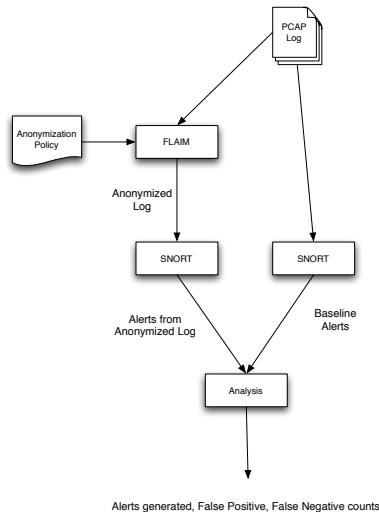 PCAP
Log
Anonymization
Policy
FLAIM
Anonymized
Log
SNORT
SNORT
Alerts from
Anonymized Log
Baseline
Alerts
Analysis
Alerts generated, False Positive, False Negative counts